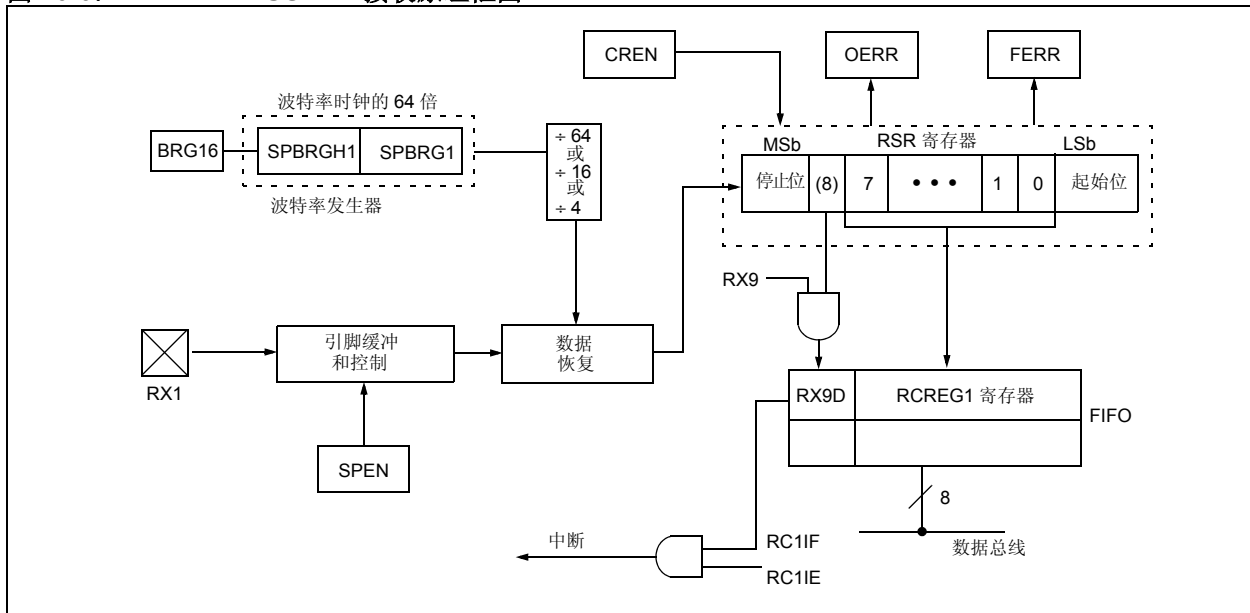 CREN
OERR
FERR
波特率时钟的 64 倍
BRG16
SPBRGH1
SPBRG1
波特率发生器
÷ 64
或
÷ 16
或
÷ 4
MSb
RSR 寄存器
LSb
停止位
(8)
7
• • •
1
0
起始位
RX9
RX1
引脚缓冲
和控制
数据
恢复
SPEN
RX9D
RCREG1 寄存器
FIFO
8
数据总线
中断
RC1IF
RC1IE